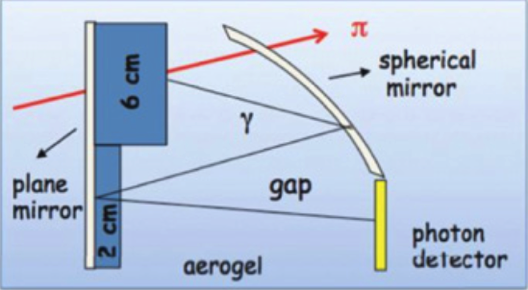 π
spherical
mirror
6 cm
γ
plane
mirror
gap
2 cm
photon
detector
aerogel